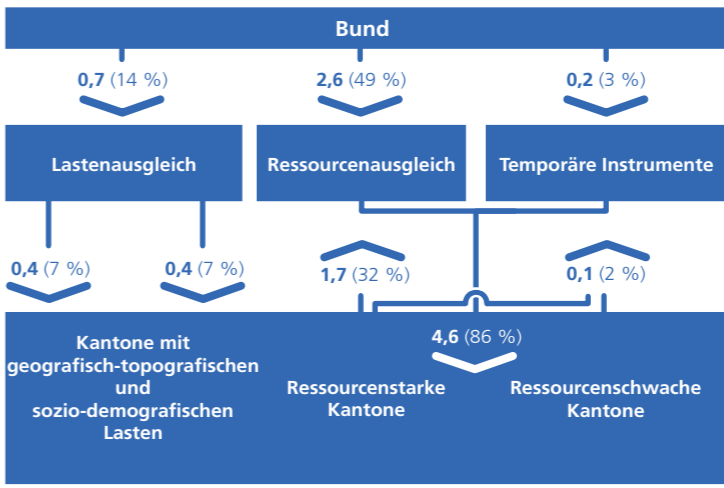 Bund
0,7 (14 %)
2,6 (49 %)
0,2 (3 %)
Lastenausgleich
Ressourcenausgleich
Temporäre Instrumente
0,4 (7 %)
0,4 (7 %)
1,7 (32 %)
0,1 (2 %)
4,6 (86 %)
Kantone mit
geografisch-topografischen
und
sozio-demografischen
Lasten
Ressourcenstarke
Kantone
Ressourcenschwache
Kantone